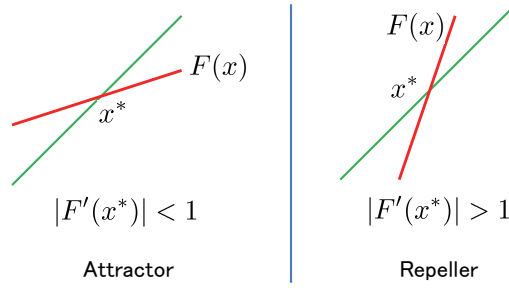 F(x)
x*
|F'(x*)| < 1
Attractor
F(x)
x*
|F'(x*)| > 1
Repeller